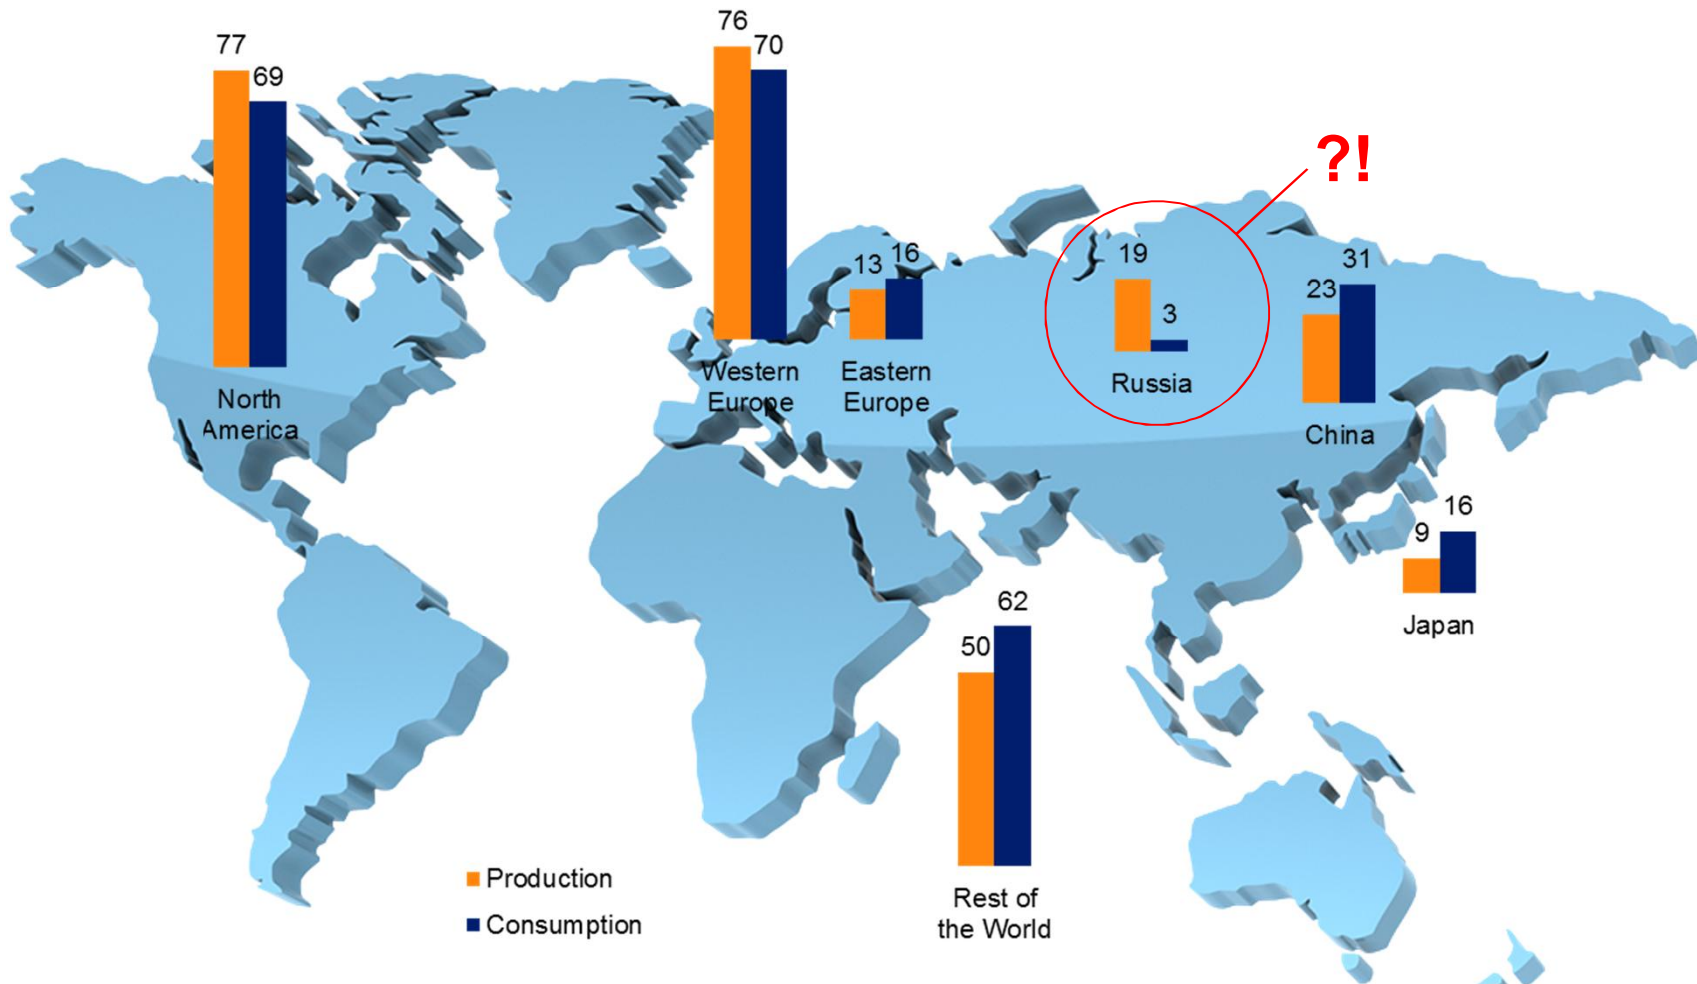 77
69
North
America
76
70
Western
Europe
13
16
Eastern
Europe
?!
19
3
Russia
23
31
China
9
16
Japan
50
62
Rest of
the World
Production
Consumption